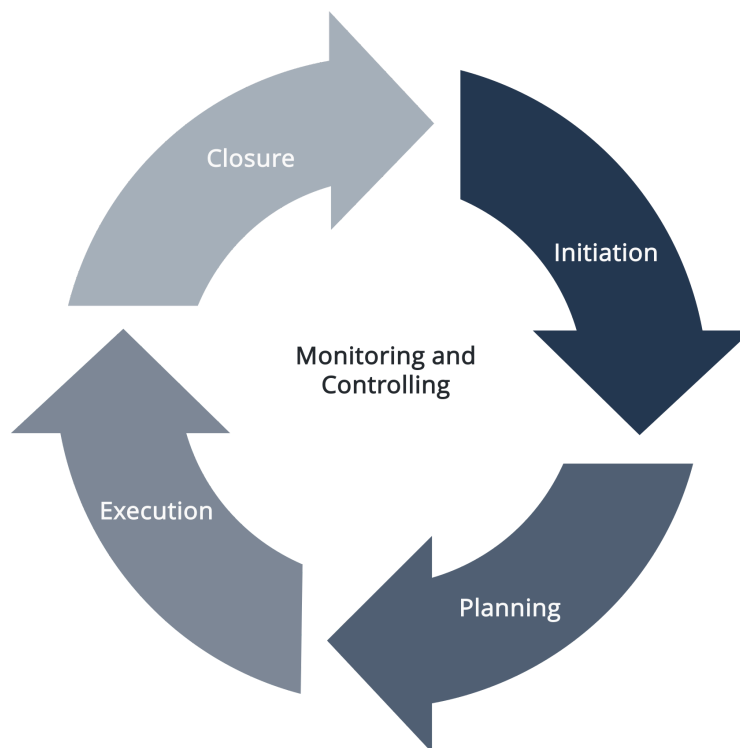 Closure
Initiation
Monitoring and
Controlling
Execution
Planning